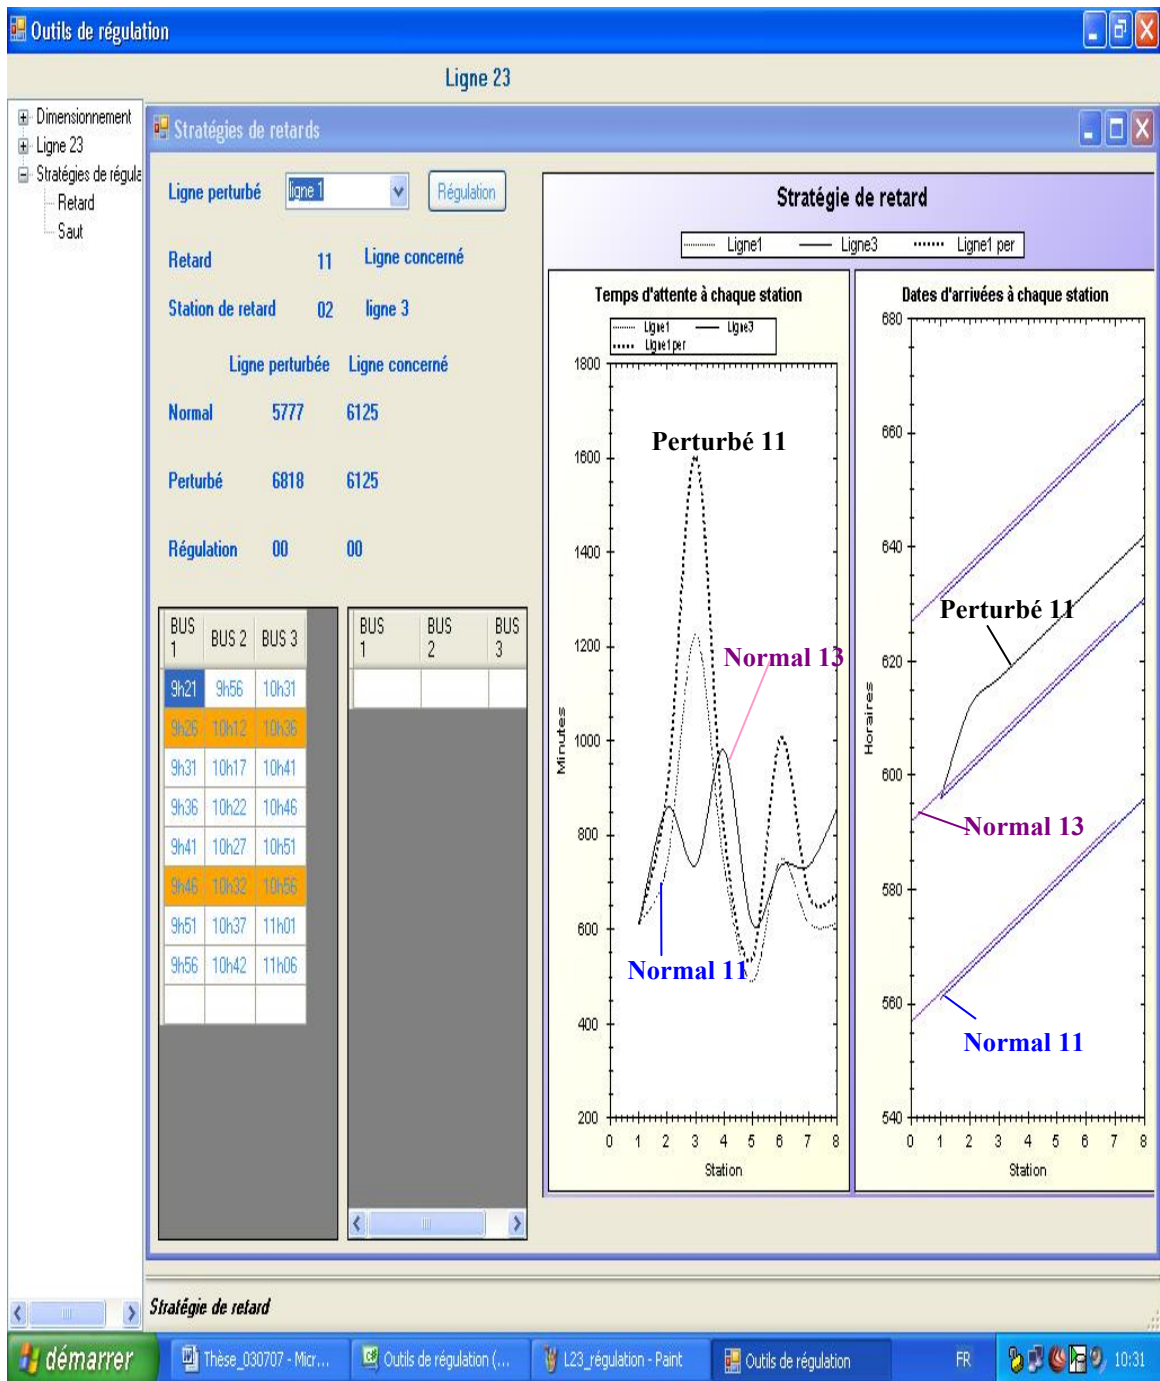 Outils de régulation
Ligne 23
Dimensionnement
Ligne 23
Stratégies de régula
Retard
Saut
Stratégies de retards
Ligne perturbé ligne 1 Régulation
Retard 11 Ligne concerné
Station de retard 02 ligne 3
Ligne perturbée Ligne concerné
Normal 5777 6125
Perturbé 6818 6125
Régulation 00 00
BUS 1 BUS 2 BUS 3
9h21 9h56 10h31
9h26 10h12 10h36
9h31 10h17 10h41
9h36 10h22 10h46
9h41 10h27 10h51
9h46 10h32 10h56
9h51 10h37 11h01
9h56 10h42 11h06
BUS 1 BUS 2 BUS 3
Stratégie de retard
Ligne1 Ligne3 Ligne1 per
Temps d'attente à chaque station
Ligne1 Ligne3
Ligne1per
1800
1600
1400
1200
1000
800
600
400
200
Minutes
Perturbé 11
Normal 13
Normal 11
0 1 2 3 4 5 6 7 8
Station
Dates d'arrivées à chaque station
680
660
640
620
600
580
560
540
Horaires
Perturbé 11
Normal 13
Normal 11
0 1 2 3 4 5 6 7 8
Station
Stratégie de retard
démarrer
Thèse_030707 - Micr...
Outils de régulation (...
L23_régulation - Paint
Outils de régulation
FR
10:31